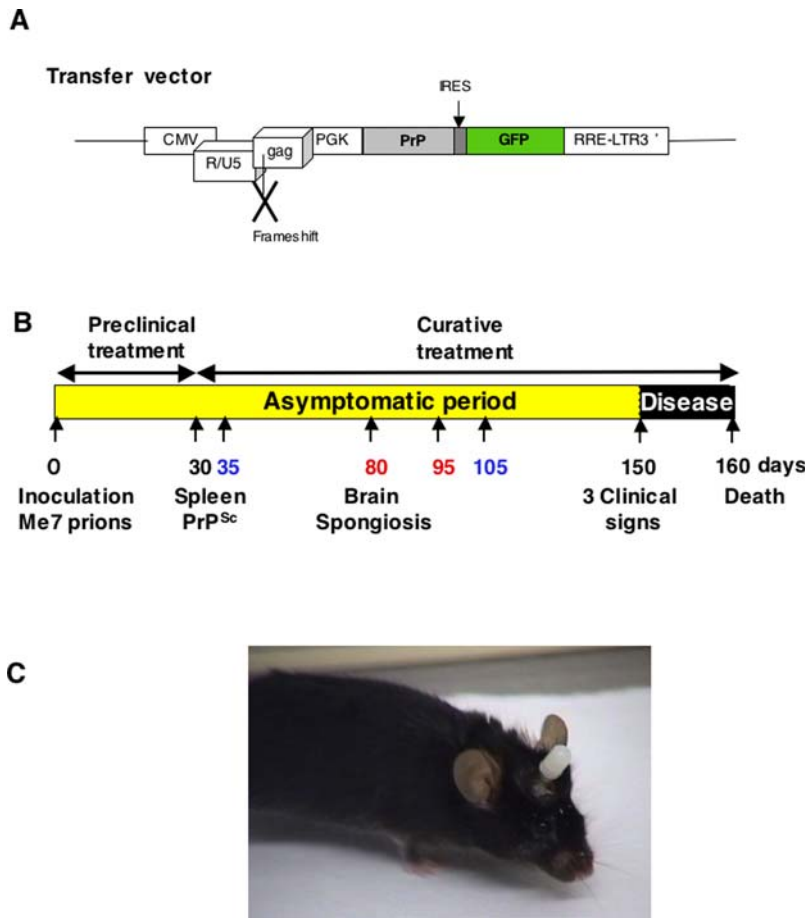 A
Transfer vector
IRES
CMV
R/U5
gag
PGK
PrP
GFP
RRE-LTR3 '
Frameshift
B
Preclinical
treatment
Curative
treatment
Asymptomatic period
Disease
0
30
35
80
95
105
150
160 days
Inoculation
Me7 prions
Spleen
PrPSc
Brain
Spongiosis
3 Clinical
signs
Death
C